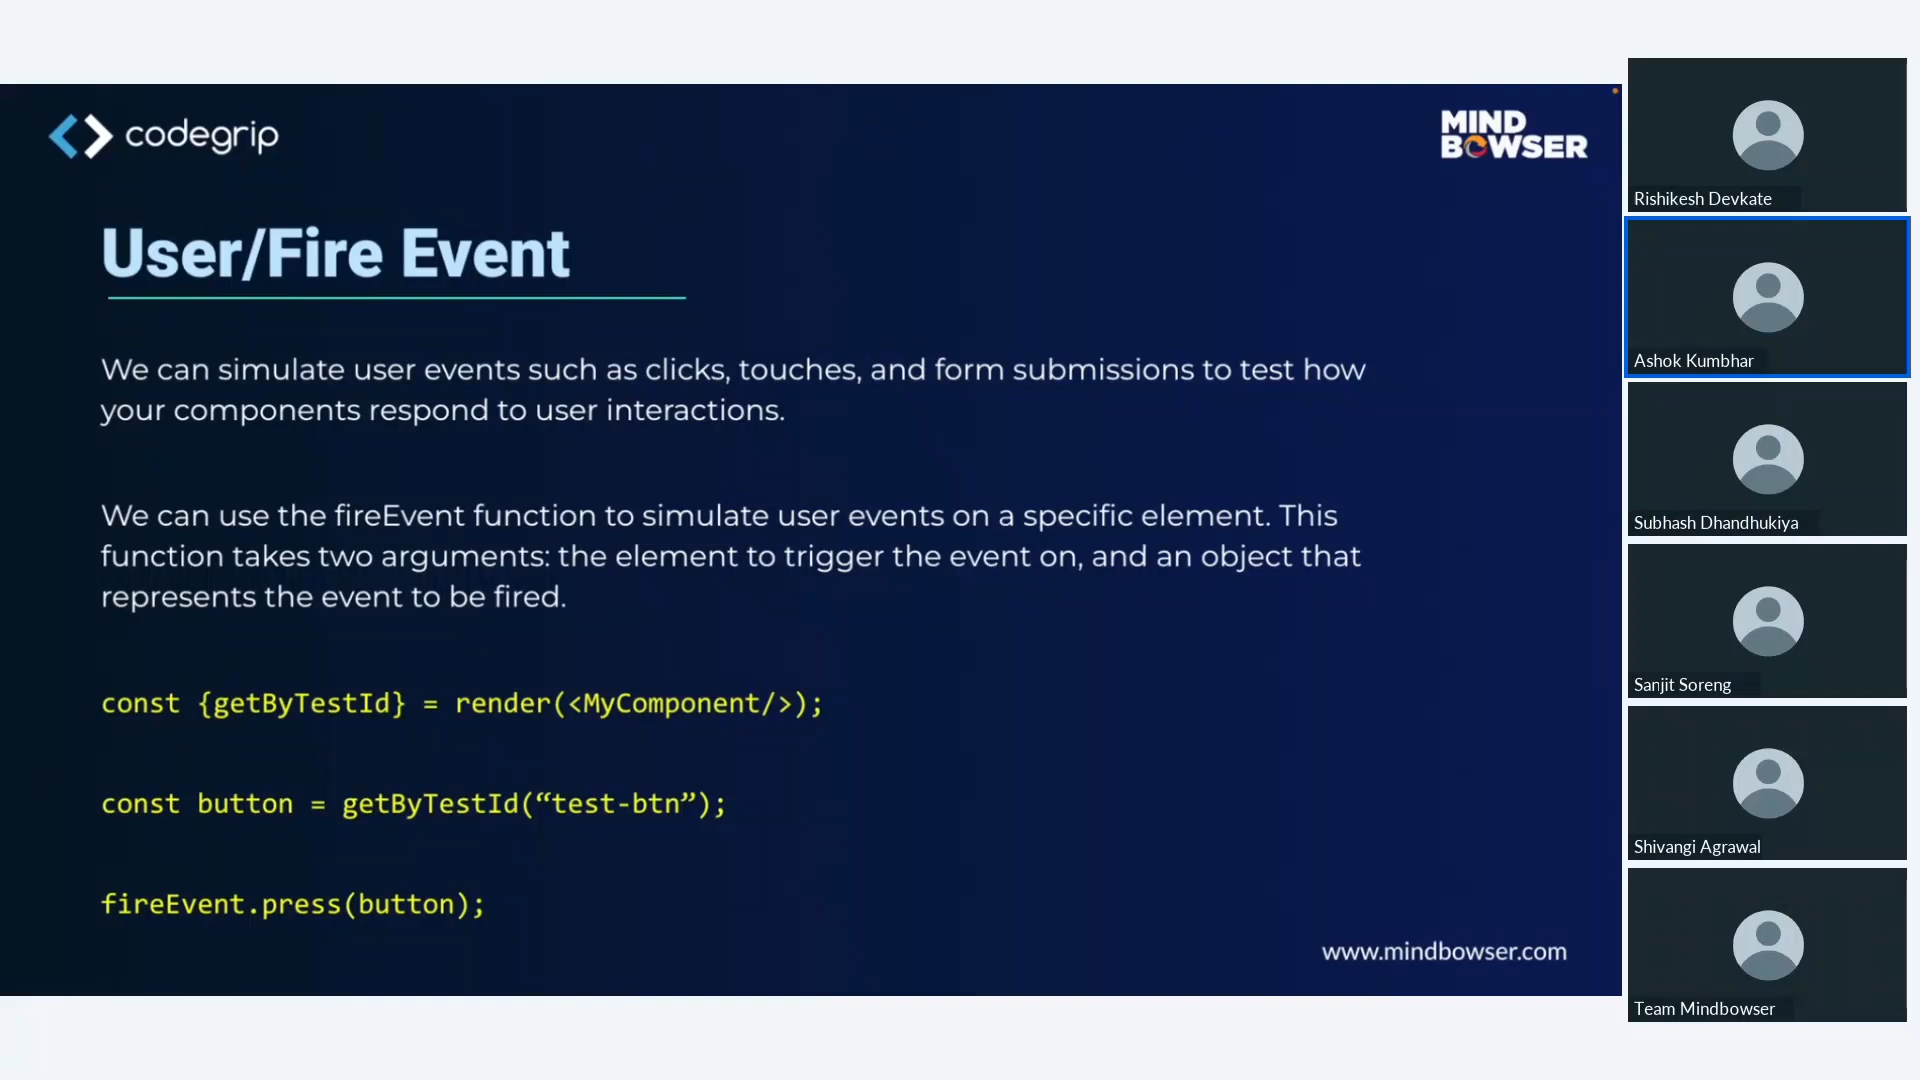 codegrip
MIND
BOWSER
User/Fire Event
We can simulate user events such as clicks, touches, and form submissions to test how
your components respond to user interactions.
We can use the fireEvent function to simulate user events on a specific element. This
function takes two arguments: the element to trigger the event on, and an object that
represents the event to be fired.
const {getByTestId} = render(<MyComponent/>);
const button = getByTestId(“test-btn”);
fireEvent.press(button);
www.mindbowser.com
Rishikesh Devkate
Ashok Kumbhar
Subhash Dhandhukiya
Sanjit Soreng
Shivangi Agrawal
Team Mindbowser